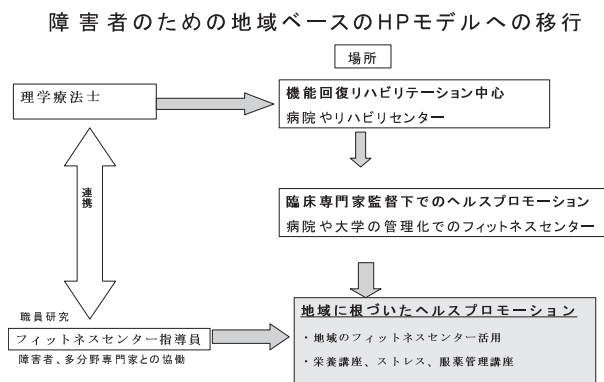 障害者のための地域ベースのHPモデルへの移行
場所
理学療法士
機能回復リハビリテーション中心
病院やリハビリセンター
連携
臨床専門家監督下でのヘルスプロモーション
病院や大学の管理化でのフィットネスセンター
職員研究
フィットネスセンター指導員
障害者、多分野専門家との協働
地域に根づいたヘルスプロモーション
・地域のフィットネスセンター活用
・栄養講座、ストレス、服薬管理講座